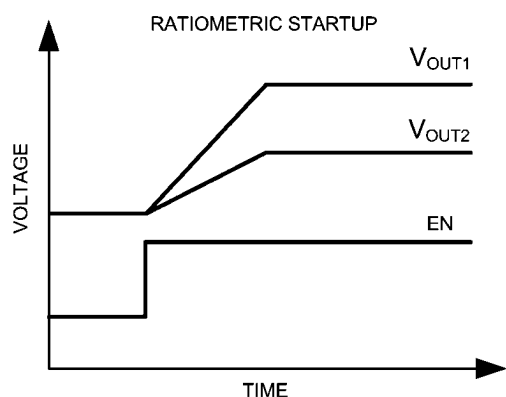 RATIOMETRIC STARTUP
VOUT1
VOUT2
VOLTAGE
EN
TIME